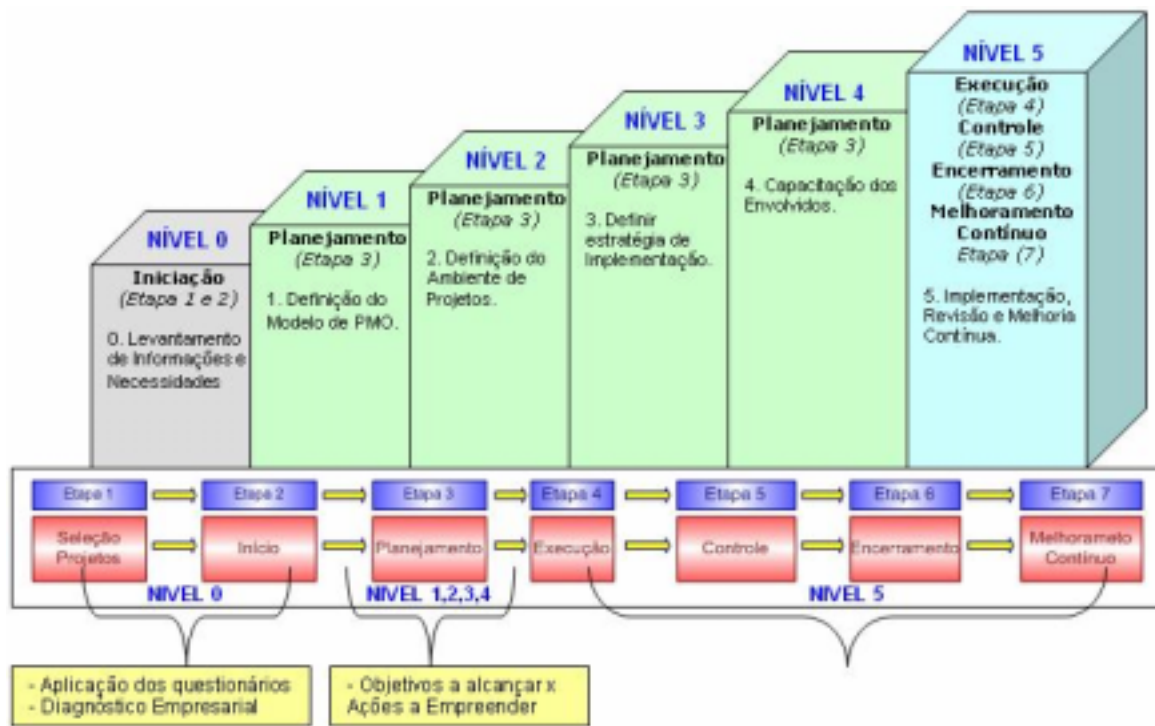 NÍVEL 0
Iniciação
(Etapa 1 e 2)
0. Levantamento
de Informações e
Necessidades
NÍVEL 1
Planejamento
(Etapa 3)
1. Definição do
Modelo de PMO.
NÍVEL 2
Planejamento
(Etapa 3)
2. Definição do
Ambiente de
Projetos.
NÍVEL 3
Planejamento
(Etapa 3)
3. Definir
estratégia de
Implementação.
NÍVEL 4
Planejamento
(Etapa 3)
4. Capacitação dos
Envolvidos.
NÍVEL 5
Execução
(Etapa 4)
Controle
(Etapa 5)
Encerramento
(Etapa 6)
Melhoramento
Contínuo
Etapa (7)
5. Implementação,
Revisão e Melhoria
Contínua.
Etapa 1
Etapa 2
Etapa 3
Etapa 4
Etapa 5
Etapa 6
Etapa 7
Seleção
Projetos
Início
Planejamento
Execução
Controle
Encerramento
Melhorameto
Contínuo
NIVEL 0
NIVEL 1,2,3,4
NIVEL 5
- Aplicação dos questionários
- Diagnóstico Empresarial
- Objetivos a alcançar x
Ações a Empreender